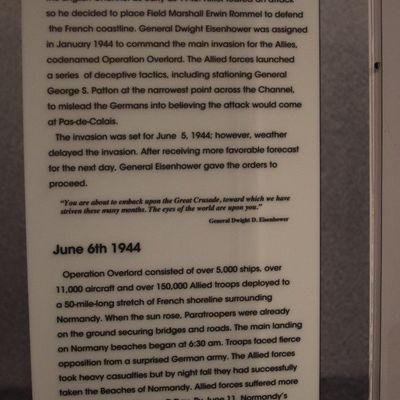 so he decided to place Field Marshall Erwin Rommel to defend
the French coastline. General Dwight Eisenhower was assigned
in January 1944 to command the main invasion for the Allies,
codenamed Operation Overlord. The Allied forces launched
a series of deceptive tactics, including stationing General
George S. Patton at the narrowest point across the Channel,
to mislead the Germans into believing the attack would come
at Pas-de-Calais.
The invasion was set for June 5, 1944; however, weather
delayed the invasion. After receiving more favorable forecast
for the next day, General Eisenhower gave the orders to
proceed.
"You are about to emback upon the Great Crusade, toward which we have
striven these many months. The eyes of the world are upon you."
General Dwight D. Eisenhower
June 6th 1944
Operation Overlord consisted of over 5,000 ships, over
11,000 aircraft and over 150,000 Allied troops deployed to
a 50-mile-long stretch of French shoreline surrounding
Normandy. When the sun rose, Paratroopers were already
on the ground securing bridges and roads. The main landing
on Normany beaches began at 6:30 am. Troops faced fierce
opposition from a surprised German army. The Allied forces
took heavy casualties but by night fall they had successfully
taken the Beaches of Normandy. Allied forces suffered more
By June 11, Normandy's